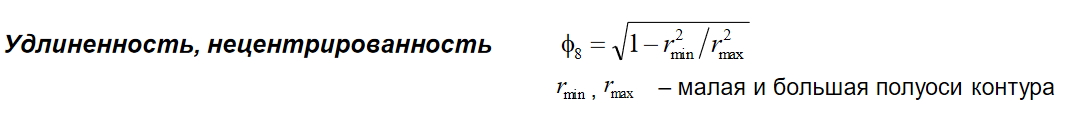 Удлиненность, нецентрированность φ₈ = √(1 − r²min / r²max)
rmin , rmax – малая и большая полуоси контура